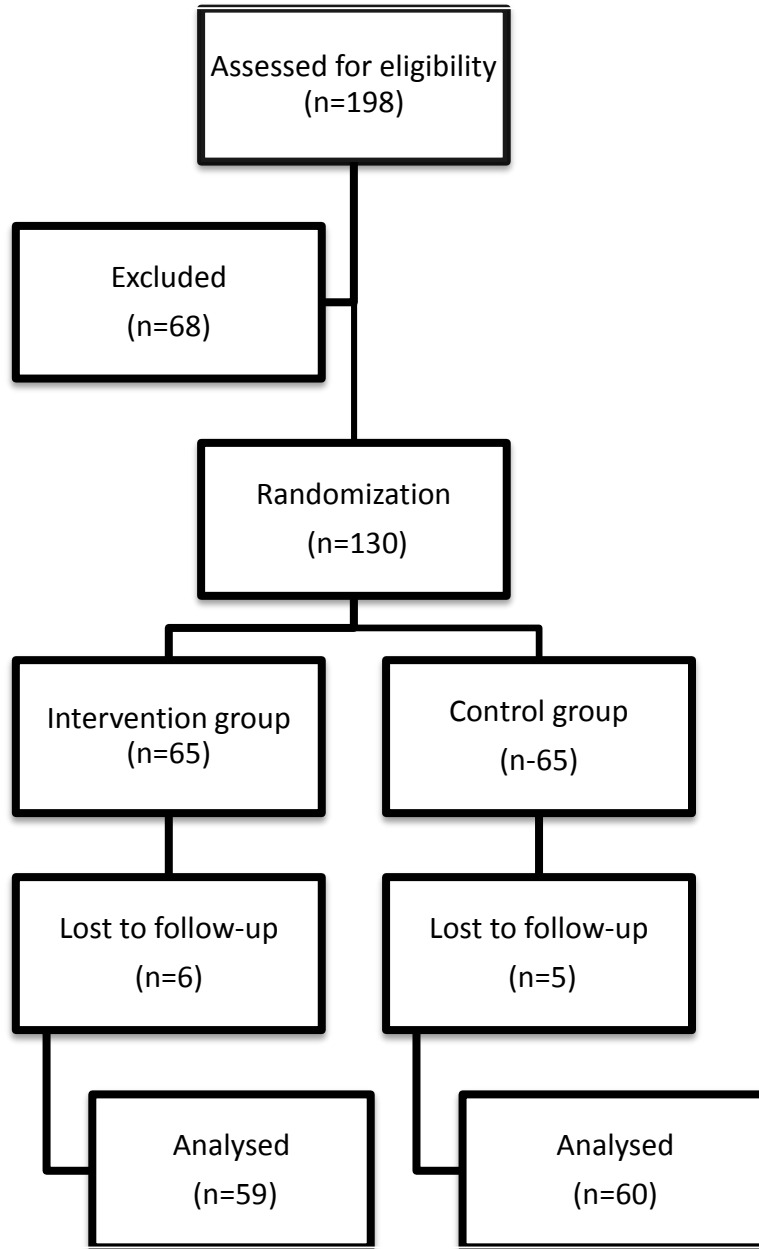 Assessed for eligibility
(n=198)
Excluded
(n=68)
Randomization
(n=130)
Intervention group
(n=65)
Control group
(n-65)
Lost to follow-up
(n=6)
Lost to follow-up
(n=5)
Analysed
(n=59)
Analysed
(n=60)